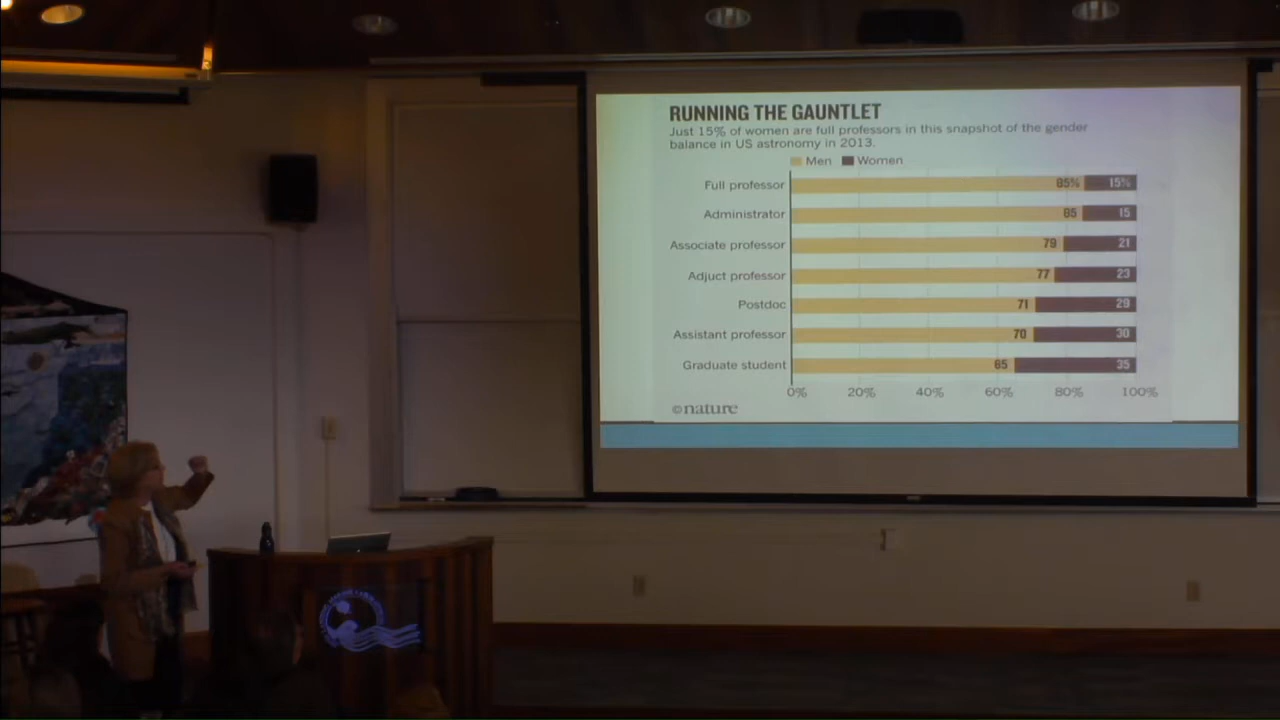 RUNNING THE GAUNTLET
Just 15% of women are full professors in this snapshot of the gender
balance in US astronomy in 2013.
Men Women
Full professor 85% 15%
Administrator 85 15
Associate professor 79 21
Adjuct professor 77 23
Postdoc 71 29
Assistant professor 70 30
Graduate student 65 35
0% 20% 40% 60% 80% 100%
©nature